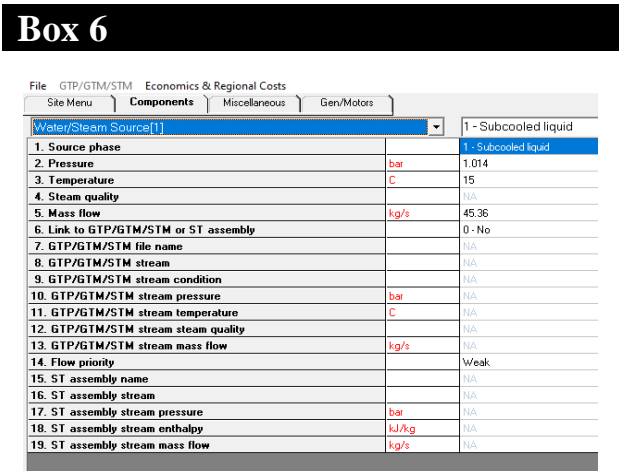 Box 6
File GTP/GTM/STM Economics & Regional Costs
Site Menu Components Miscellaneous Gen/Motors
Water/Steam Source[1] 1 - Subcooled liquid
1. Source phase 1 - Subcooled liquid
2. Pressure bar 1.014
3. Temperature C 15
4. Steam quality NA
5. Mass flow kg/s 45.36
6. Link to GTP/GTM/STM or ST assembly 0 - No
7. GTP/GTM/STM file name NA
8. GTP/GTM/STM stream NA
9. GTP/GTM/STM stream condition NA
10. GTP/GTM/STM stream pressure bar NA
11. GTP/GTM/STM stream temperature C NA
12. GTP/GTM/STM stream steam quality NA
13. GTP/GTM/STM stream mass flow kg/s NA
14. Flow priority Weak
15. ST assembly name NA
16. ST assembly stream NA
17. ST assembly stream pressure bar NA
18. ST assembly stream enthalpy kJ/kg NA
19. ST assembly stream mass flow kg/s NA